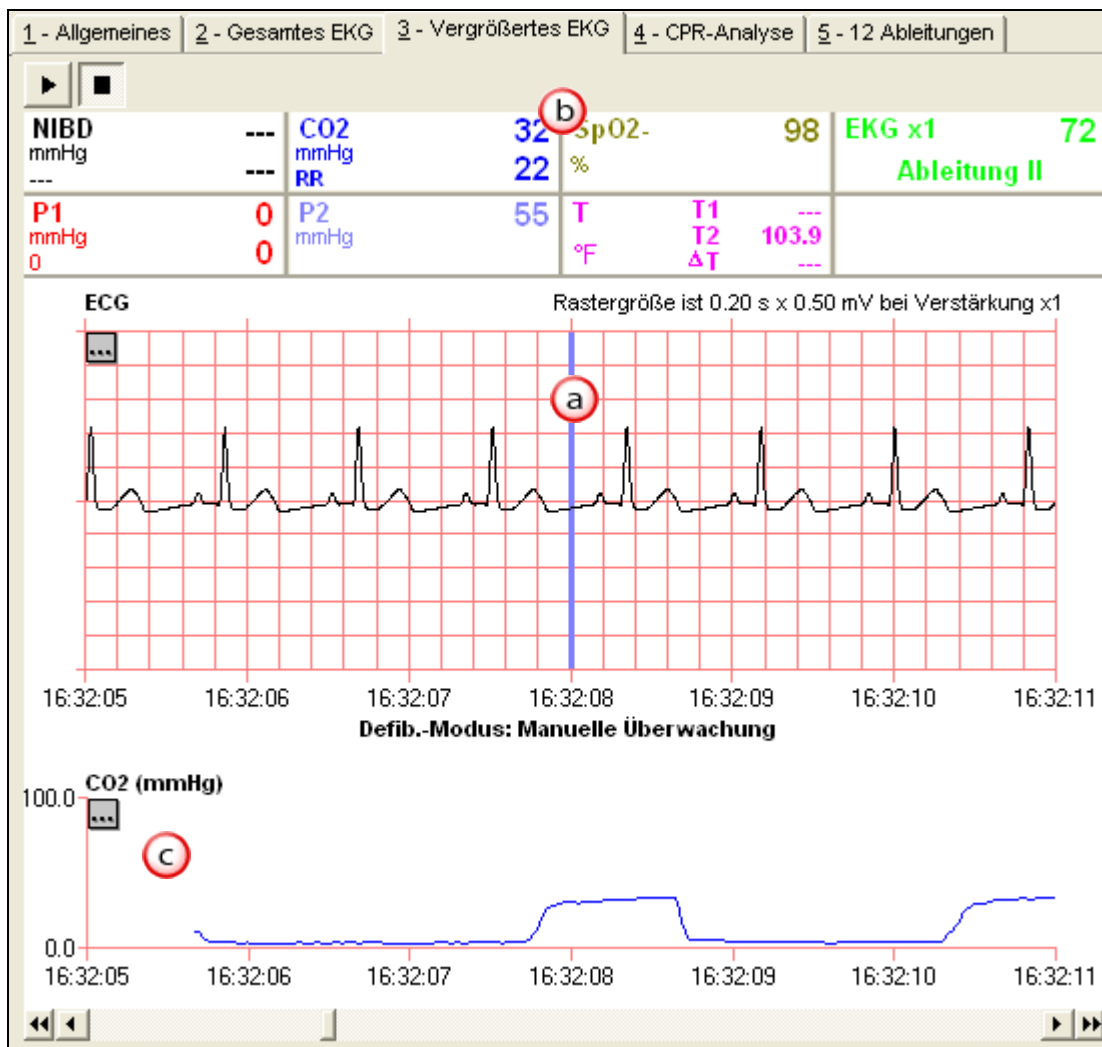 1 - Allgemeines 2 - Gesamtes EKG 3 - Vergrößertes EKG 4 - CPR-Analyse 5 - 12 Ableitungen
NIBD ---
mmHg
--- ---
CO2 32
mmHg
RR 22
b
SpO2- 98
%
EKG x1 72
Ableitung II
P1 0
mmHg
0 0
P2 55
mmHg
T T1 ---
T2 103.9
°F ΔT ---
ECG Rastergröße ist 0.20 s x 0.50 mV bei Verstärkung x1
...
a
16:32:05 16:32:06 16:32:07 16:32:08 16:32:09 16:32:10 16:32:11
Defib.-Modus: Manuelle Überwachung
CO2 (mmHg)
100.0
...
c
0.0
16:32:05 16:32:06 16:32:07 16:32:08 16:32:09 16:32:10 16:32:11